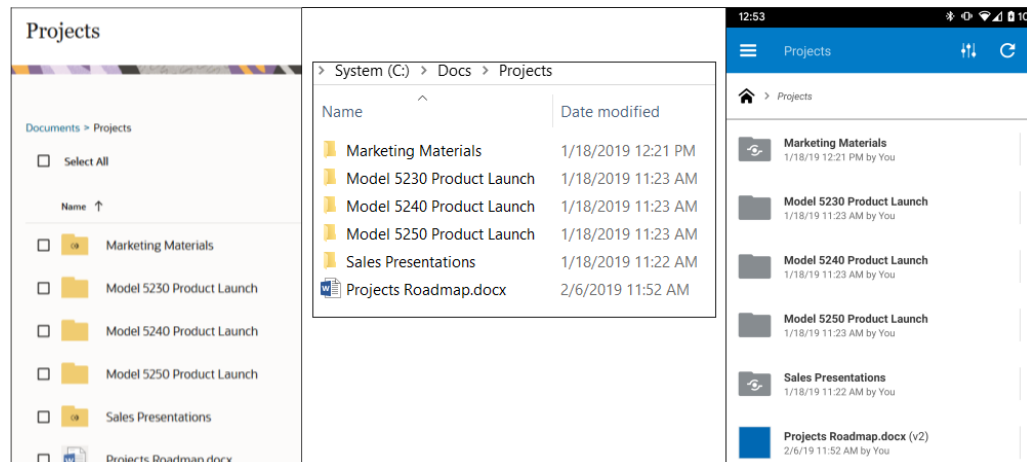 Projects
Documents > Projects
Select All
Name
Marketing Materials
Model 5230 Product Launch
Model 5240 Product Launch
Model 5250 Product Launch
Sales Presentations
Projects Roadmap.docx
> System (C:) > Docs > Projects
Name Date modified
Marketing Materials 1/18/2019 12:21 PM
Model 5230 Product Launch 1/18/2019 11:23 AM
Model 5240 Product Launch 1/18/2019 11:23 AM
Model 5250 Product Launch 1/18/2019 11:23 AM
Sales Presentations 1/18/2019 11:22 AM
Projects Roadmap.docx 2/6/2019 11:52 AM
12:53 10
Projects
> Projects
Marketing Materials
1/18/19 12:21 PM by You
Model 5230 Product Launch
1/18/19 11:23 AM by You
Model 5240 Product Launch
1/18/19 11:23 AM by You
Model 5250 Product Launch
1/18/19 11:23 AM by You
Sales Presentations
1/18/19 11:22 AM by You
Projects Roadmap.docx (v2)
2/6/19 11:52 AM by You